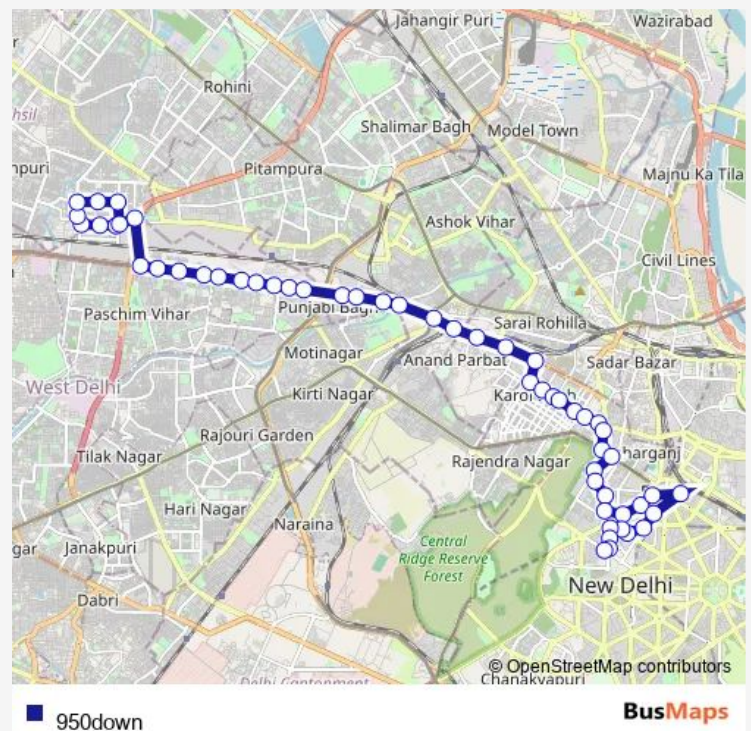 Jahangir Puri
Wazirabad
Rohini
Shalimar Bagh
Model Town
Pitampura
Majnu Ka Tila
Ashok Vihar
Civil Lines
Paschim Vihar
Punjabi Bagh
Sarai Rohilla
Motinagar
Anand Parbat
Sadar Bazar
West Delhi
Kirti Nagar
Rajouri Garden
Tilak Nagar
Rajendra Nagar
Hari Nagar
Naraina
Janakpuri
Central
Ridge Reserve
Forest
Dabri
New Delhi
© OpenStreetMap contributors
Chanakyapuri
950down
BusMaps